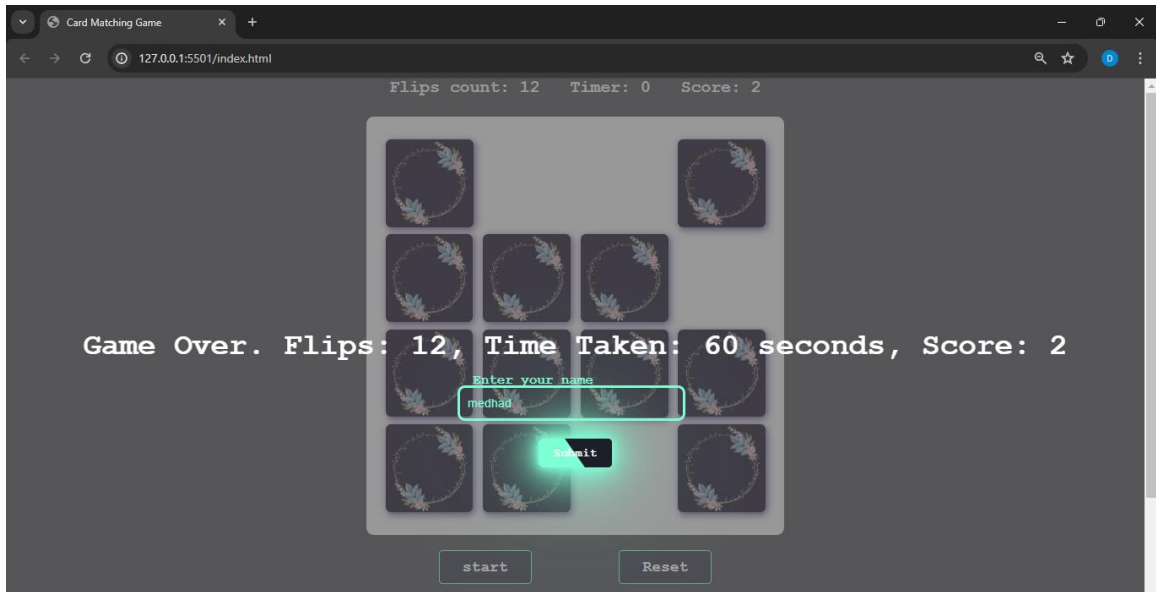 Card Matching Game
127.0.0.1:5501/index.html
D
Flips count: 12 Timer: 0 Score: 2
Game Over. Flips: 12, Time Taken: 60 seconds, Score: 2
Enter your name
medhad
Submit
start Reset